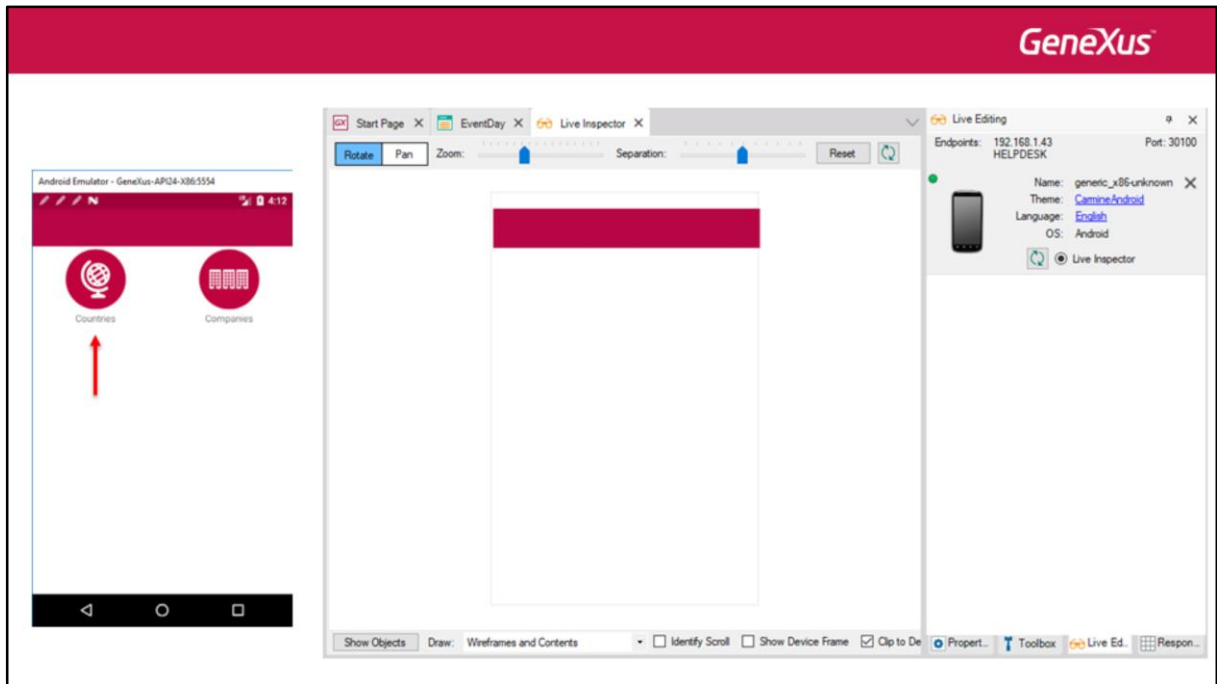 GeneXus™
Android Emulator - GeneXus-API24-X86:5554
4:12
Countries
Companies
GX Start Page X EventDay X Live Inspector X
Rotate Pan Zoom: Separation: Reset
Show Objects Draw: Wireframes and Contents Identify Scroll Show Device Frame Clip to De
Live Editing
Endpoints: 192.168.1.43 Port: 30100
HELPDESK
Name: generic_x86-unknown
Theme: CarmineAndroid
Language: English
OS: Android
Live Inspector
Propert... Toolbox Live Ed... Respon...